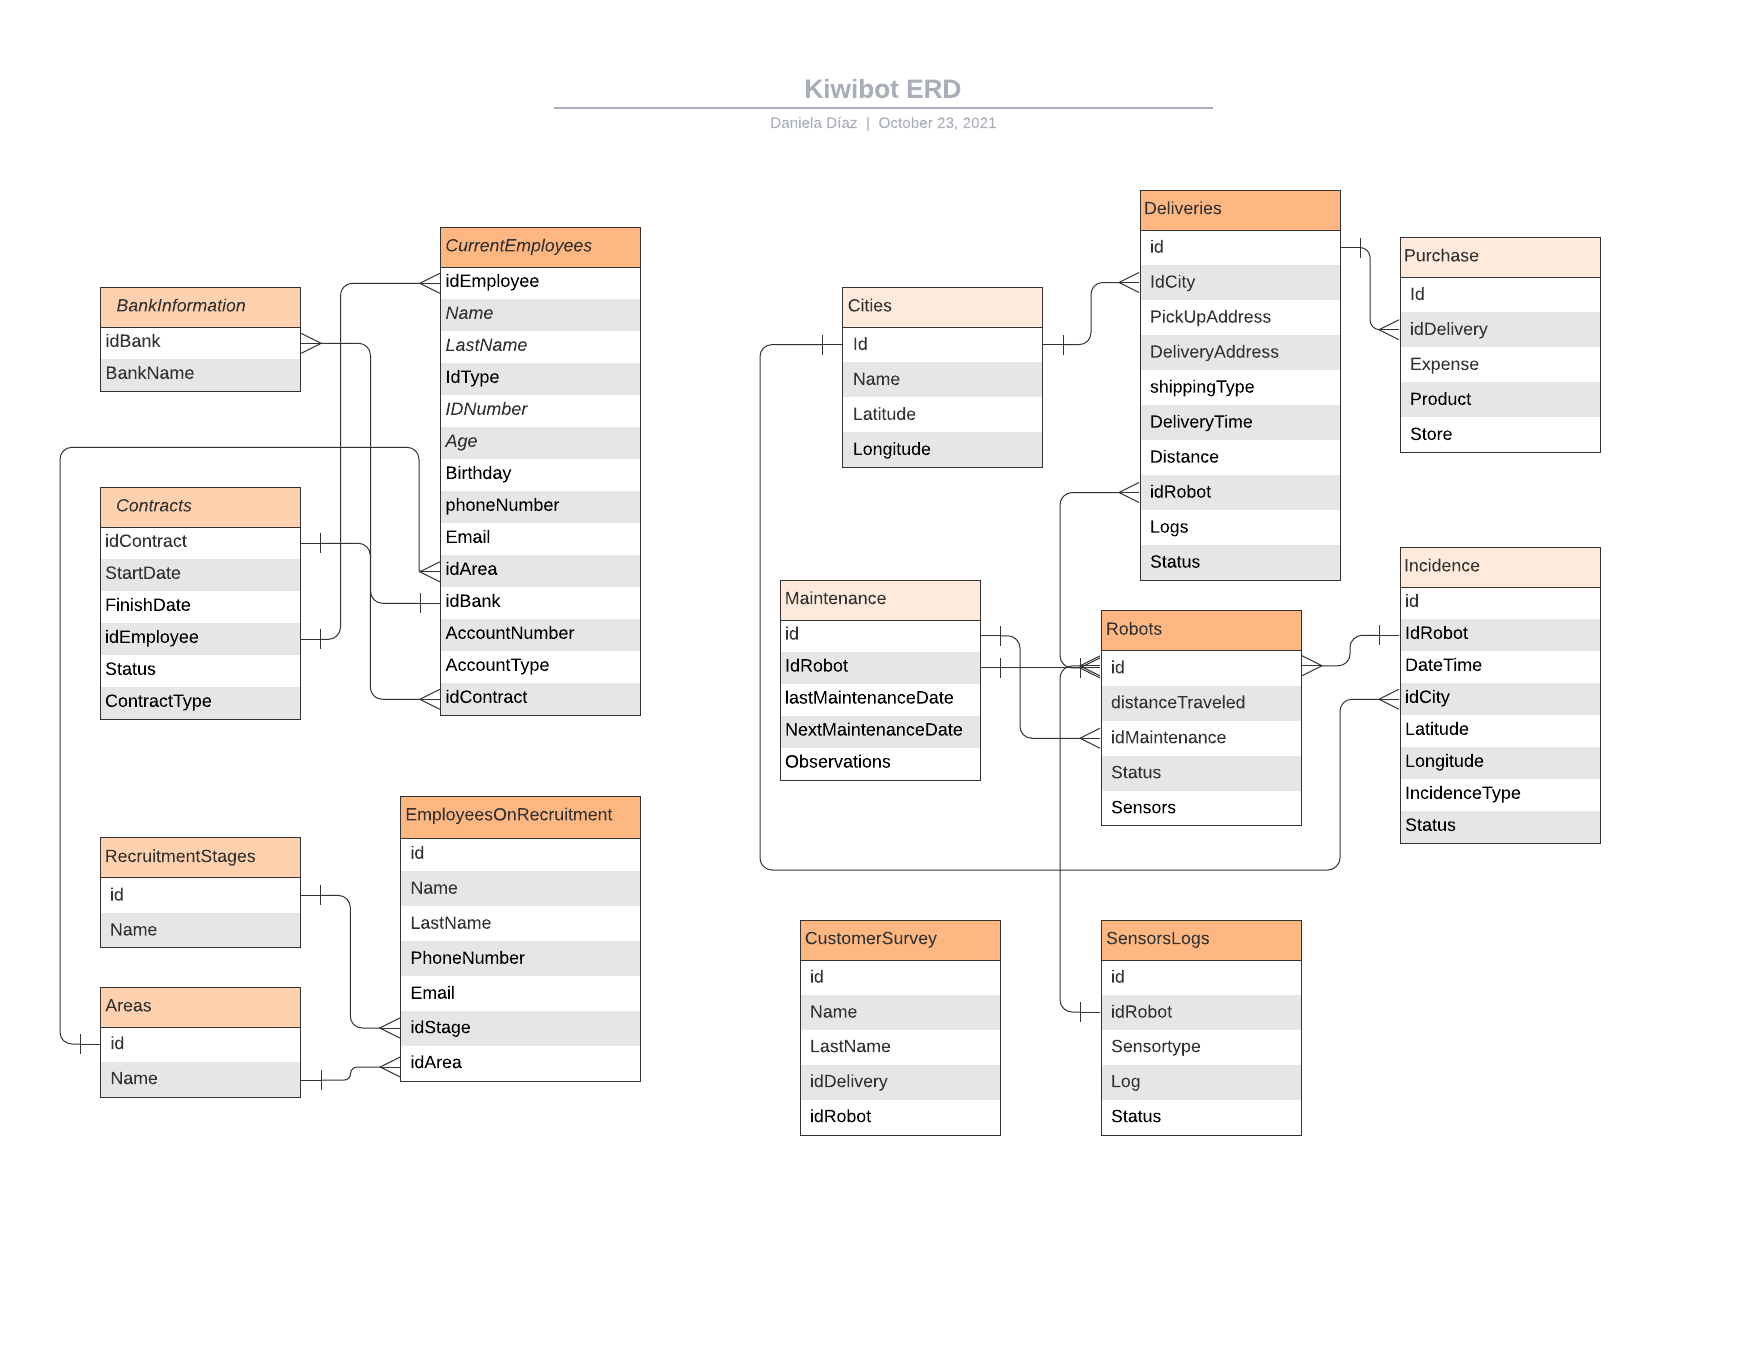 Kiwibot ERD
Daniela Díaz | October 23, 2021
BankInformation
idBank
BankName
CurrentEmployees
idEmployee
Name
LastName
IdType
IDNumber
Age
Birthday
phoneNumber
Email
idArea
idBank
AccountNumber
AccountType
idContract
Contracts
idContract
StartDate
FinishDate
idEmployee
Status
ContractType
RecruitmentStages
id
Name
EmployeesOnRecruitment
id
Name
LastName
PhoneNumber
Email
idStage
idArea
Areas
id
Name
Cities
Id
Name
Latitude
Longitude
Deliveries
id
IdCity
PickUpAddress
DeliveryAddress
shippingType
DeliveryTime
Distance
idRobot
Logs
Status
Purchase
Id
idDelivery
Expense
Product
Store
Maintenance
id
IdRobot
lastMaintenanceDate
NextMaintenanceDate
Observations
Robots
id
distanceTraveled
idMaintenance
Status
Sensors
Incidence
id
IdRobot
DateTime
idCity
Latitude
Longitude
IncidenceType
Status
CustomerSurvey
id
Name
LastName
idDelivery
idRobot
SensorsLogs
id
idRobot
Sensortype
Log
Status